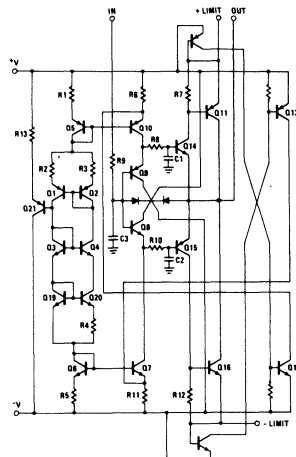 IN
OUT
+ LIMIT
+V
R1
R6
R7
R13
Q5
Q10
Q11
Q12
R8
Q14
R2
R3
C1
R9
Q9
Q1
Q2
Q21
Q8
R10
Q15
Q3
Q4
C3
C2
Q19
Q20
R4
Q6
Q7
Q16
Q1
R5
R11
R12
-V
- LIMIT